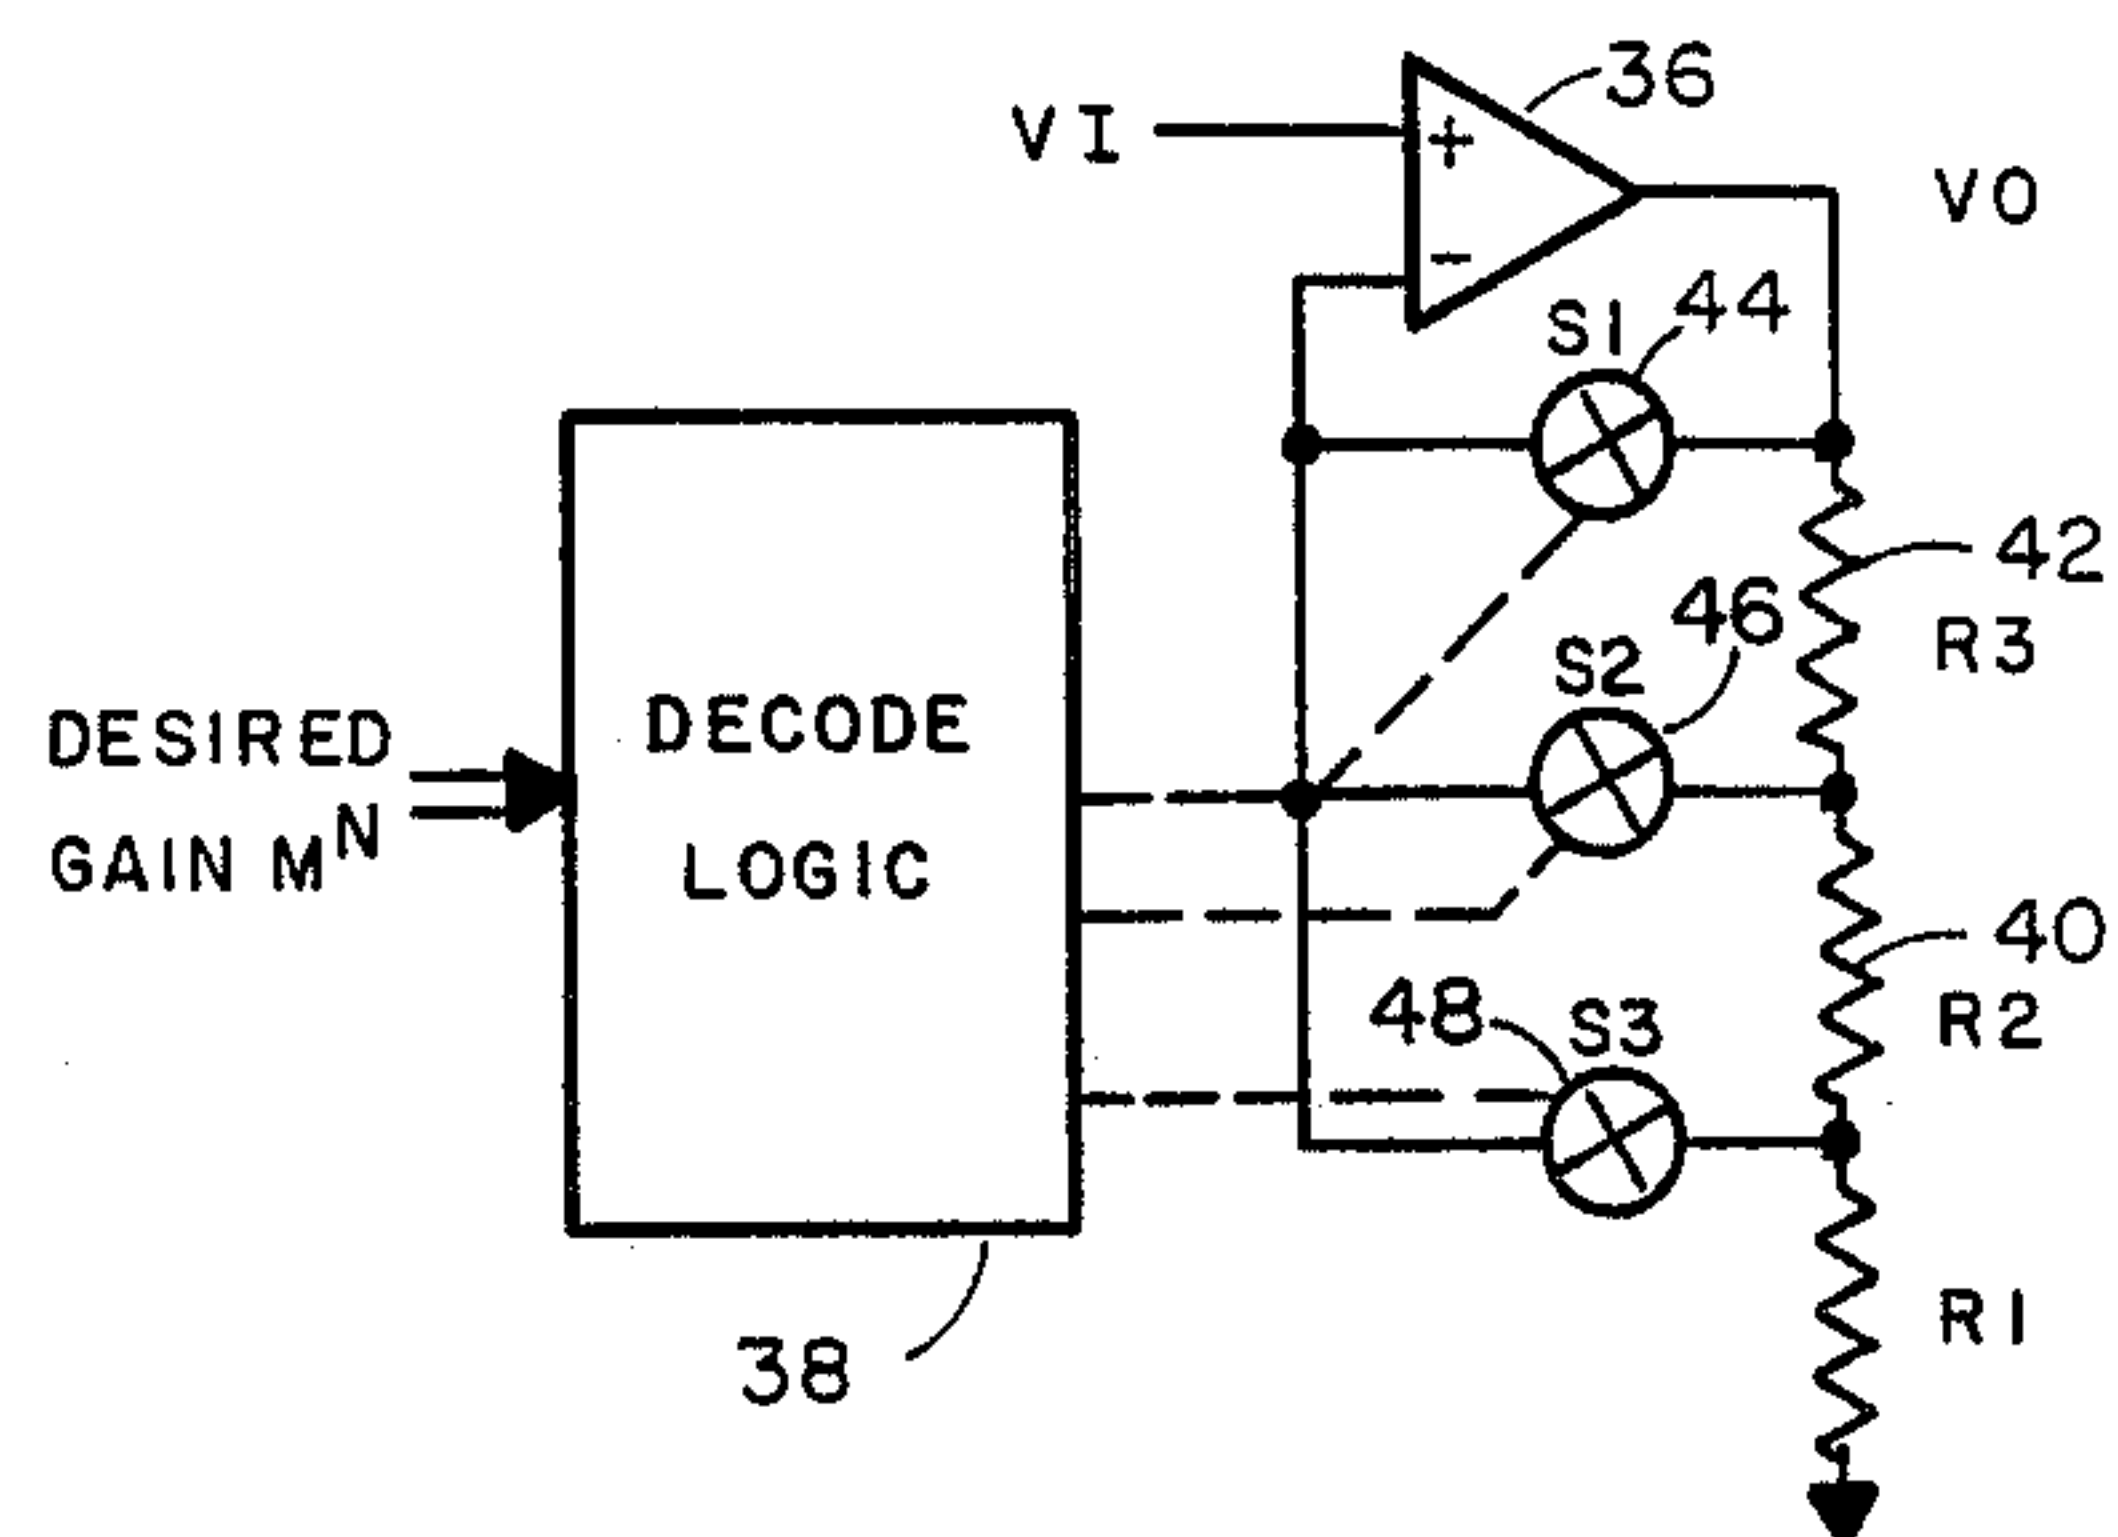 36
VI
+
VO
-
S1
44
42
R3
46
S2
DECODE
LOGIC
DESIRED
GAIN M^N
40
R2
48
S3
R1
38